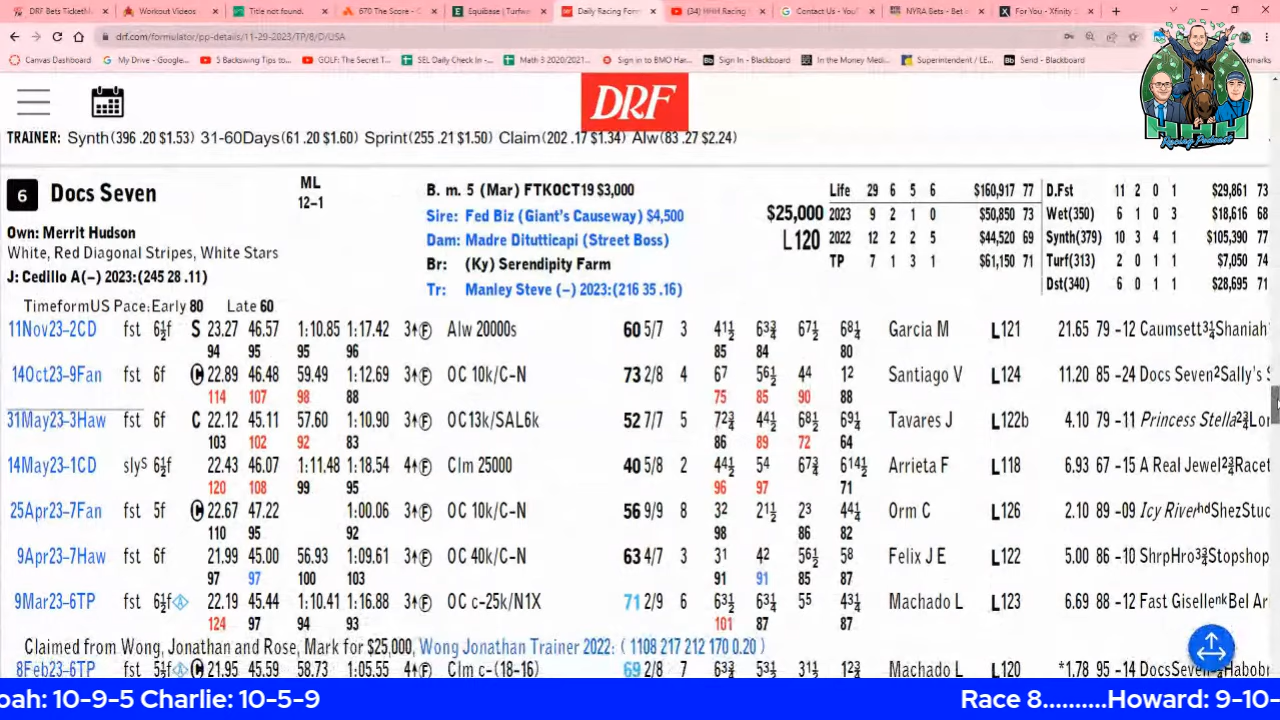 DRF Bets TicketM
Workout Videos
Title not found.
670 The Score - C
Equibase | Turfwa
Daily Racing Form
(34) HHH Racing
Contact Us - YouT
NYRA Bets - Bet o
For You - Xfinity
drf.com/formulator/pp-details/11-29-2023/TP/8/D/USA
Canvas Dashboard My Drive - Google... 5 Backswing Tips to... GOLF: The Secret T... SEL Daily Check In -... Math 3 2020/2021... Sign in to BMO Har... Sign In - Blackboard In the Money Medi... Superintendent / LE... Send - Blackboard
DRF
HHH
Racing Podcast
TRAINER: Synth(396 .20 $1.53) 31-60Days(61 .20 $1.60) Sprint(255 .21 $1.50) Claim(202 .17 $1.34) Alw(83 .27 $2.24)
6 Docs Seven
ML
12-1
Own: Merrit Hudson
White, Red Diagonal Stripes, White Stars
J: Cedillo A(–) 2023:(245 28 .11)
B. m. 5 (Mar) FTKOCT19 $3,000
Sire: Fed Biz (Giant's Causeway) $4,500
Dam: Madre Ditutticapi (Street Boss)
Br: (Ky) Serendipity Farm
Tr: Manley Steve (–) 2023:(216 35 .16)
$25,000
L120
Life 29 6 5 6 $160,917 77 D.Fst 11 2 0 1 $29,861 73
2023 9 2 1 0 $50,850 73 Wet(350) 6 1 0 3 $18,616 68
2022 12 2 2 5 $44,520 69 Synth(379) 10 3 4 1 $105,390 77
TP 7 1 3 1 $61,150 71 Turf(313) 2 0 1 1 $7,050 74
Dst(340) 6 0 1 1 $28,695 71
TimeformUS Pace: Early 80 Late 60
11Nov23-2CD fst 6½f S 23.27 46.57 1:10.85 1:17.42 3↑Ⓕ Alw 20000s 60 5/7 3 41½ 63¾ 67½ 68¼ Garcia M L121 21.65 79 -12 Caumsett3¼Shaniah
94 95 95 96 85 84 80
14Oct23-9Fan fst 6f Ⓒ 22.89 46.48 59.49 1:12.69 3↑Ⓕ OC 10k/C-N 73 2/8 4 67 56½ 44 12 Santiago V L124 11.20 85 -24 Docs Seven2Sally's S
114 107 98 88 75 85 90 88
31May23-3Haw fst 6f C 22.12 45.11 57.60 1:10.90 3↑Ⓕ OC13k/SAL6k 52 7/7 5 72¾ 44½ 68½ 69¼ Tavares J L122b 4.10 79 -11 Princess Stella2¾Lor
103 102 92 83 86 89 72 64
14May23-1CD slyS 6½f 22.43 46.07 1:11.48 1:18.54 4↑Ⓕ Clm 25000 40 5/8 2 44½ 54 67¾ 614½ Arrieta F L118 6.93 67 -15 A Real Jewel2¾Racet
120 108 99 95 96 97 71
25Apr23-7Fan fst 5f Ⓒ 22.67 47.22 1:00.06 3↑Ⓕ OC 10k/C-N 56 9/9 8 32 21½ 23 44¼ Orm C L126 2.10 89 -09 Icy RiverhdShezStuc
110 95 92 98 86 82
9Apr23-7Haw fst 6f 21.99 45.00 56.93 1:09.61 3↑Ⓕ OC 40k/C-N 63 4/7 3 31 42 56½ 58 Felix J E L122 5.00 86 -10 ShrpHro3¾Stopshop
97 97 100 103 91 91 85 87
9Mar23-6TP fst 6½f 22.19 45.44 1:10.41 1:16.88 3↑Ⓕ OC c-25k/N1X 71 2/9 6 63½ 63¼ 55 43¼ Machado L L123 6.69 88 -12 Fast GisellenkBel Ar
124 97 94 93 101 87 87
Claimed from Wong, Jonathan and Rose, Mark for $25,000, Wong Jonathan Trainer 2022: ( 1108 217 212 170 0.20 )
8Feb23-6TP fst 5½f Ⓒ 21.95 45.59 58.73 1:05.55 4↑Ⓕ Clm c-(18-16) 69 2/8 7 63¾ 53½ 31½ 12¾ Machado L L120 *1.78 95 -14 DocsSeven
oah: 10-9-5 Charlie: 10-5-9
Race 8..........Howard: 9-10-